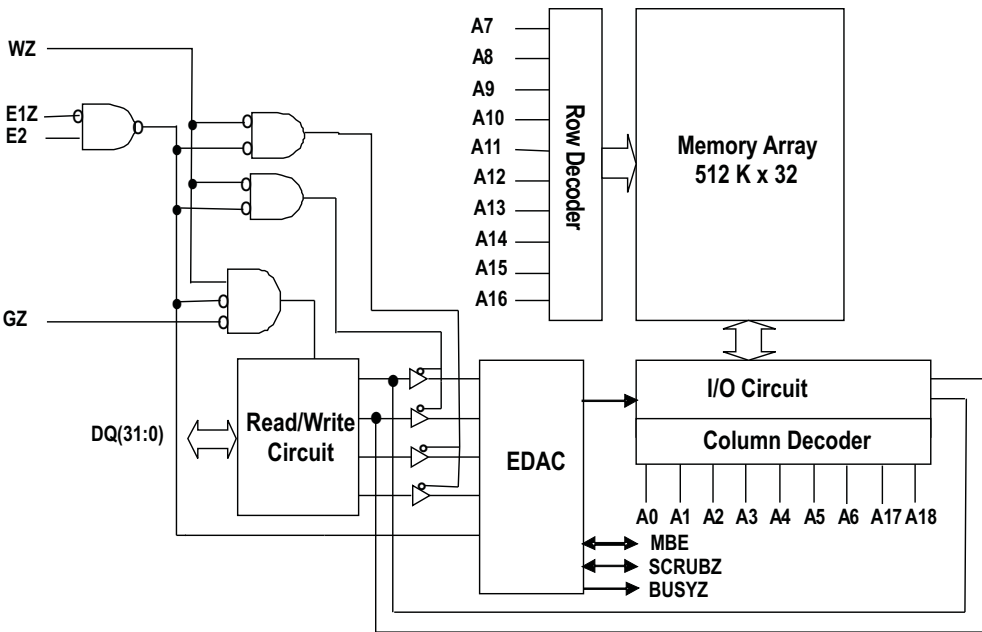 WZ
E1Z
E2
GZ
DQ(31:0)
Read/Write
Circuit
EDAC
A7
A8
A9
A10
A11
A12
A13
A14
A15
A16
Row Decoder
Memory Array
512 K x 32
I/O Circuit
Column Decoder
A0 A1 A2 A3 A4 A5 A6 A17 A18
MBE
SCRUBZ
BUSYZ